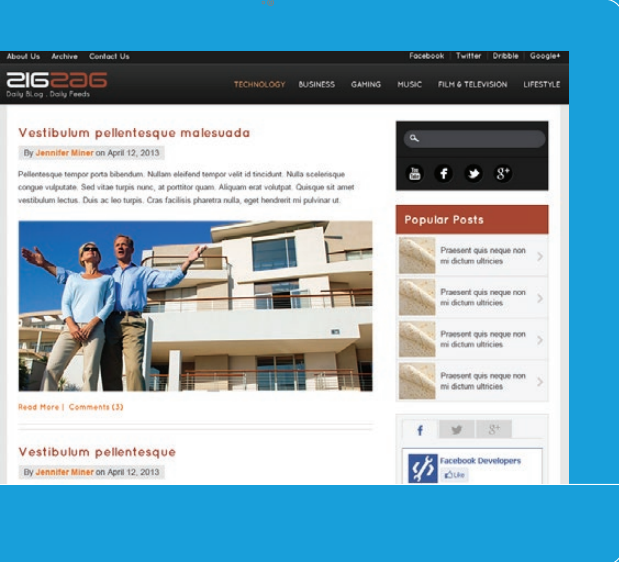 About Us Archive Contact Us
Facebook Twitter Dribble Google+
ZIGZAG
Daily BLog . Daily Feeds
TECHNOLOGY BUSINESS GAMING MUSIC FILM & TELEVISION LIFESTYLE
Vestibulum pellentesque malesuada
By Jennifer Miner on April 12, 2013
Pellentesque tempor porta bibendum. Nullam eleifend tempor velit id tincidunt. Nulla scelerisque
congue vulputate. Sed vitae turpis nunc, at porttitor quam. Aliquam erat volutpat. Quisque sit amet
vestibulum lectus. Duis ac leo turpis. Cras facilisis pharetra nulla, eget hendrerit mi pulvinar ut.
Read More | Comments (3)
Vestibulum pellentesque
By Jennifer Miner on April 12, 2013
You Tube f g+
Popular Posts
Praesent quis neque non
mi dictum ultricies
Praesent quis neque non
mi dictum ultricies
Praesent quis neque non
mi dictum ultricies
Praesent quis neque non
mi dictum ultricies
f g+
Facebook Developers
Like